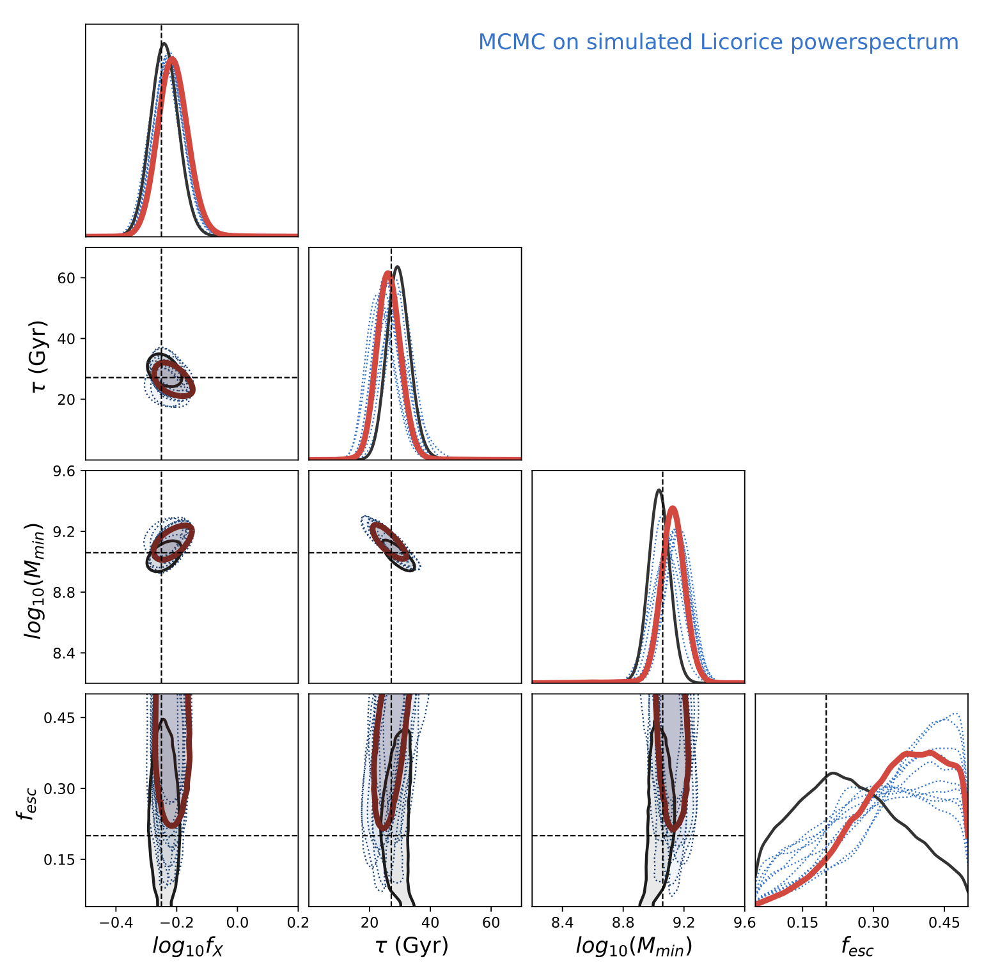 MCMC on simulated Licorice powerspectrum
60
40
20
τ (Gyr)
9.6
9.2
8.8
8.4
log10(Mmin)
0.45
0.30
0.15
fesc
−0.4 −0.2 0.0 0.2
log10fX
20 40 60
τ (Gyr)
8.4 8.8 9.2 9.6
log10(Mmin)
0.15 0.30 0.45
fesc